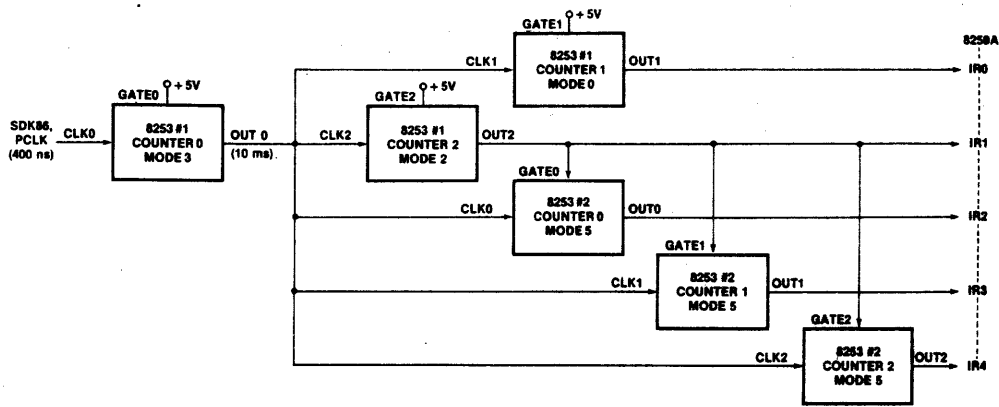 GATE1
+5V
8259A
8253 #1
COUNTER 1
MODE 0
CLK1
OUT1
IR0
GATE0
+5V
GATE2
+5V
SDK86,
PCLK
(400 ns)
CLK0
8253 #1
COUNTER 0
MODE 3
OUT 0
(10 ms).
CLK2
8253 #1
COUNTER 2
MODE 2
OUT2
IR1
GATE0
CLK0
8253 #2
COUNTER 0
MODE 5
OUT0
IR2
GATE1
CLK1
8253 #2
COUNTER 1
MODE 5
OUT1
IR3
GATE2
CLK2
8253 #2
COUNTER 2
MODE 5
OUT2
IR4